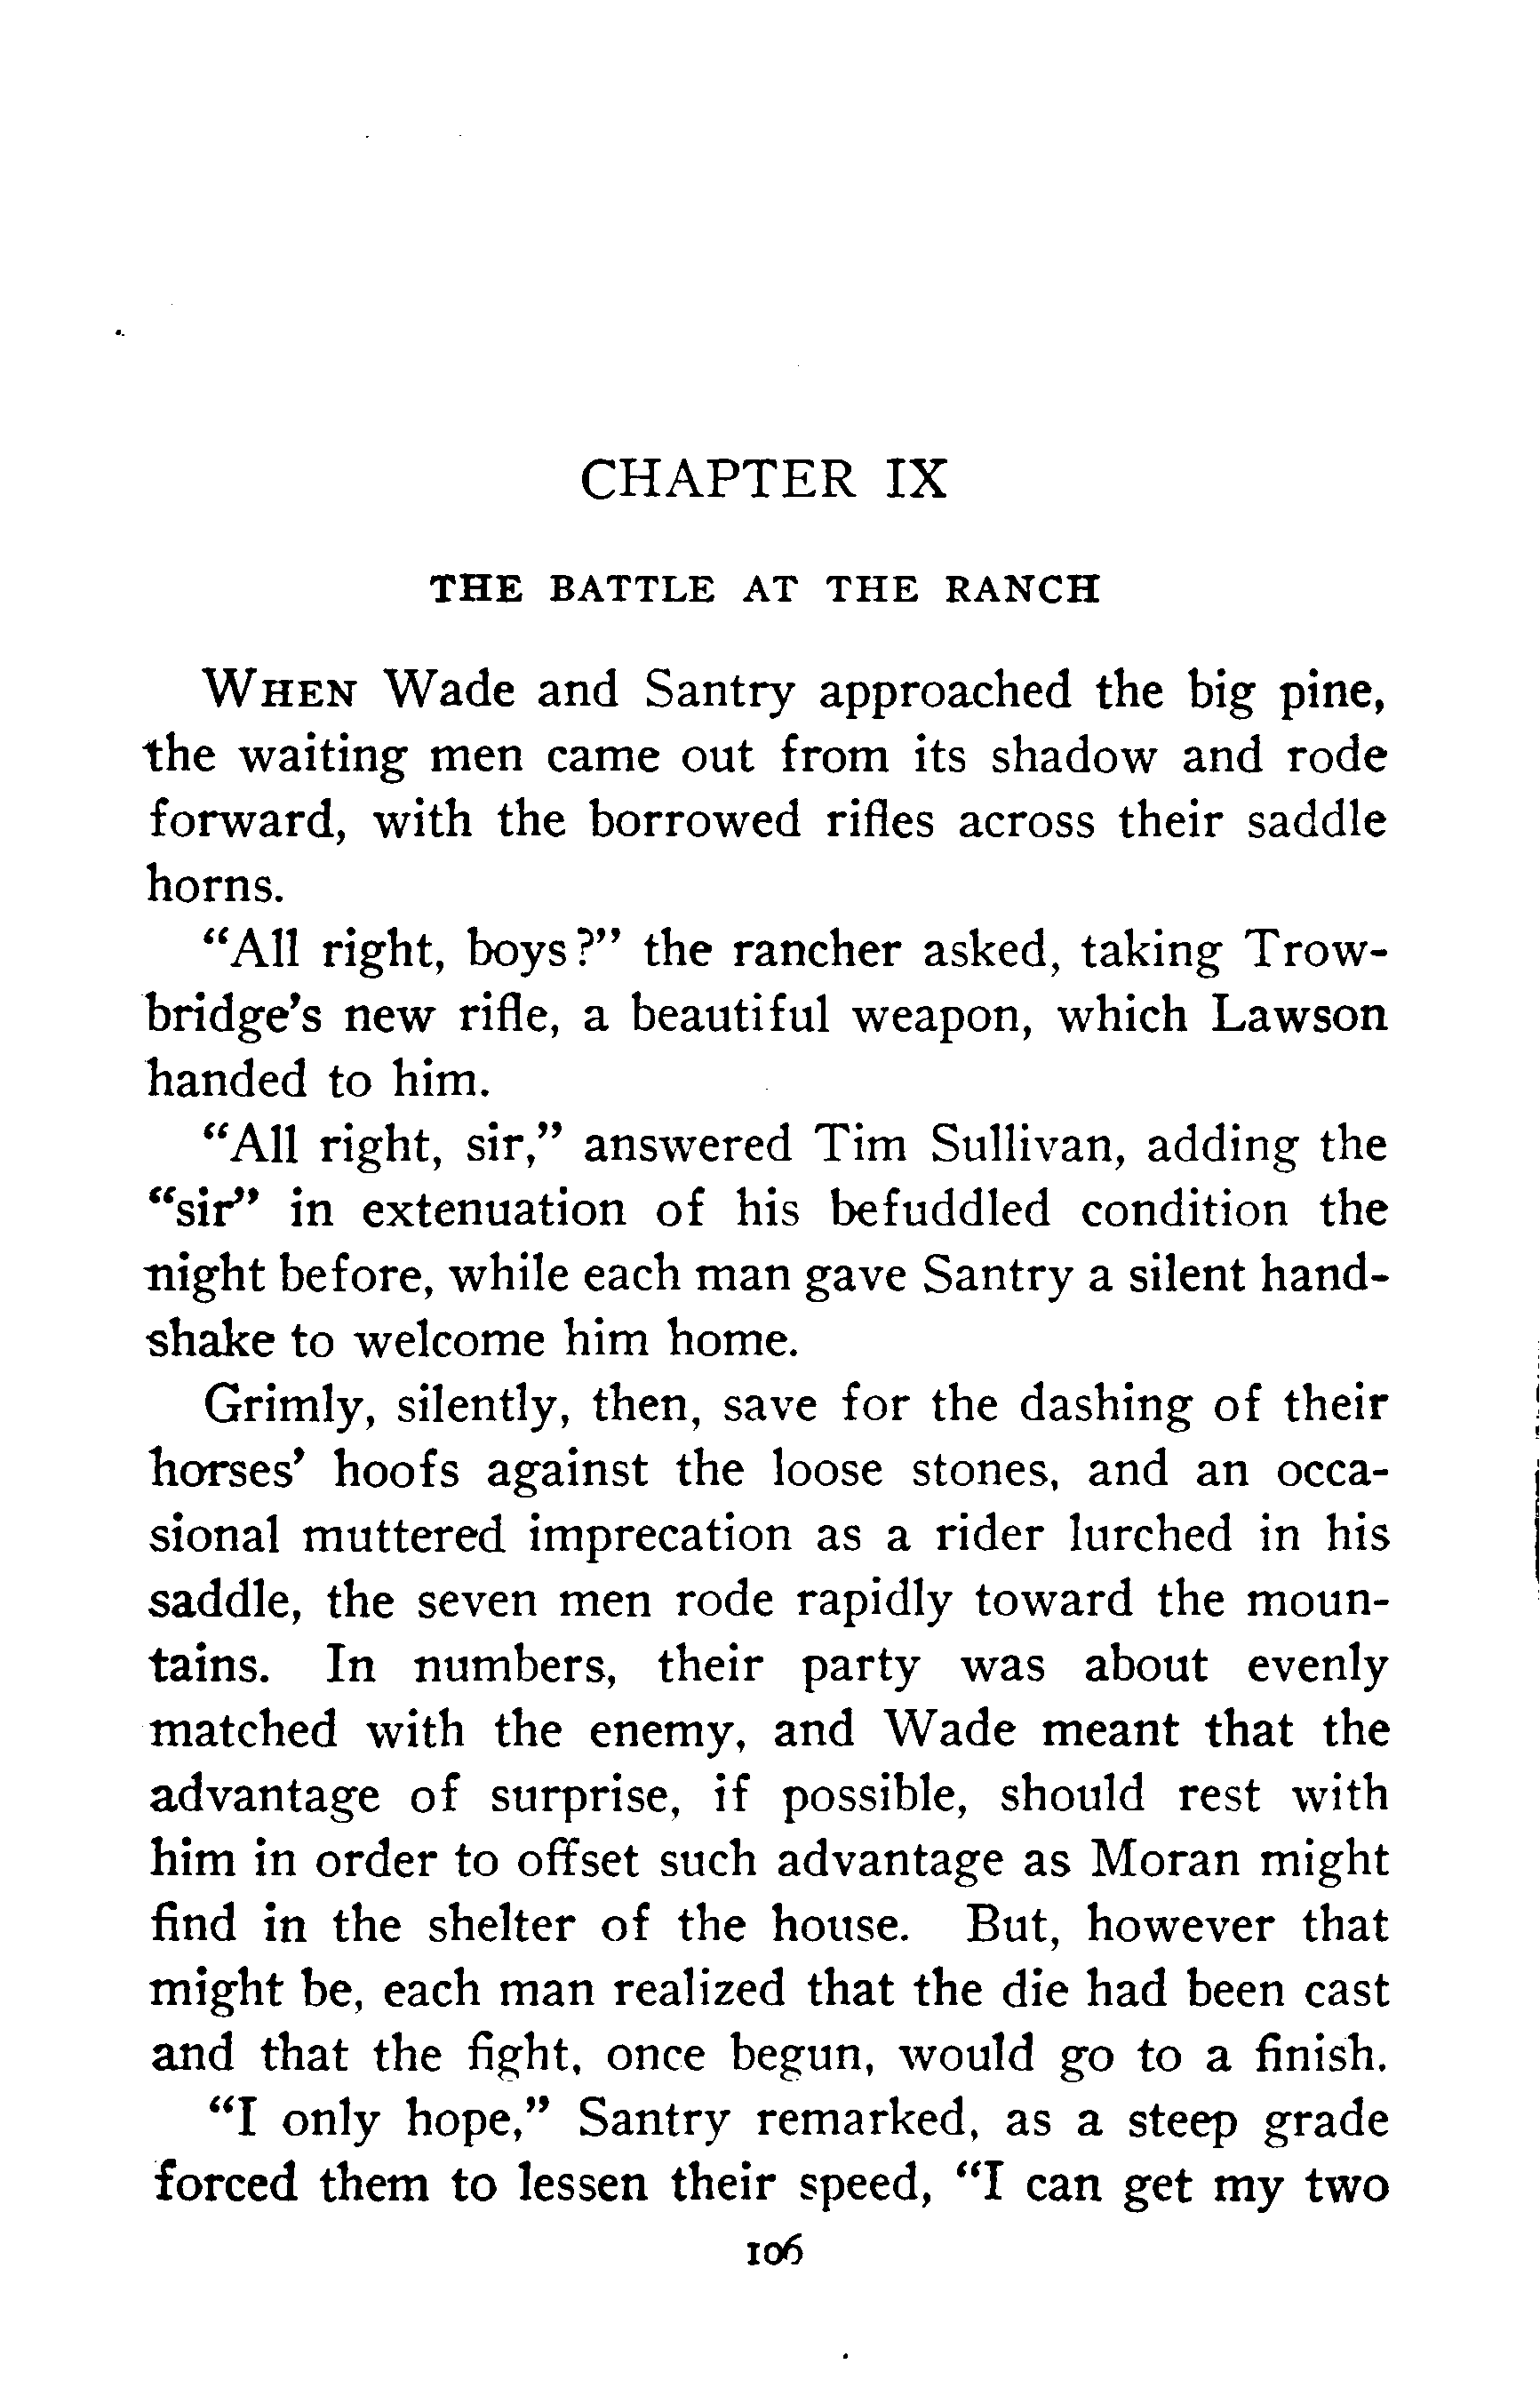 CHAPTER IX
THE BATTLE AT THE RANCH
WHEN Wade and Santry approached the big pine,
the waiting men came out from its shadow and rode
forward, with the borrowed rifles across their saddle
horns.
"All right, boys?" the rancher asked, taking Trow-
bridge's new rifle, a beautiful weapon, which Lawson
handed to him.
"All right, sir," answered Tim Sullivan, adding the
"sir" in extenuation of his befuddled condition the
night before, while each man gave Santry a silent hand-
shake to welcome him home.
Grimly, silently, then, save for the dashing of their
horses' hoofs against the loose stones, and an occa-
sional muttered imprecation as a rider lurched in his
saddle, the seven men rode rapidly toward the moun-
tains. In numbers, their party was about evenly
matched with the enemy, and Wade meant that the
advantage of surprise, if possible, should rest with
him in order to offset such advantage as Moran might
find in the shelter of the house. But, however that
might be, each man realized that the die had been cast
and that the fight, once begun, would go to a finish.
"I only hope," Santry remarked, as a steep grade
forced them to lessen their speed, "I can get my two
106